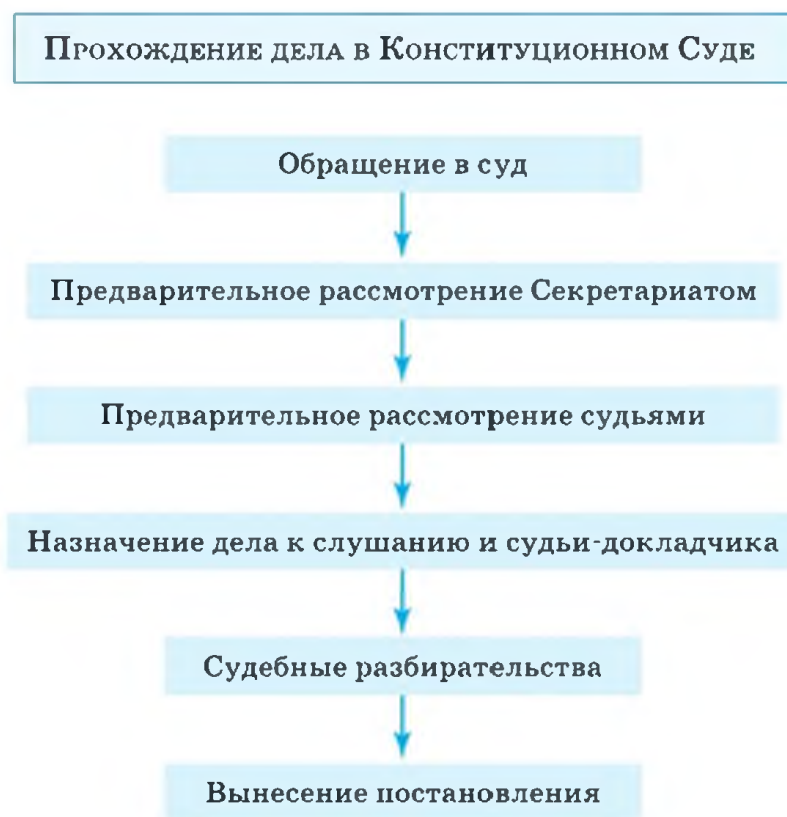 Прохождение дела в Конституционном Суде
Обращение в суд
Предварительное рассмотрение Секретариатом
Предварительное рассмотрение судьями
Назначение дела к слушанию и судьи-докладчика
Судебные разбирательства
Вынесение постановления